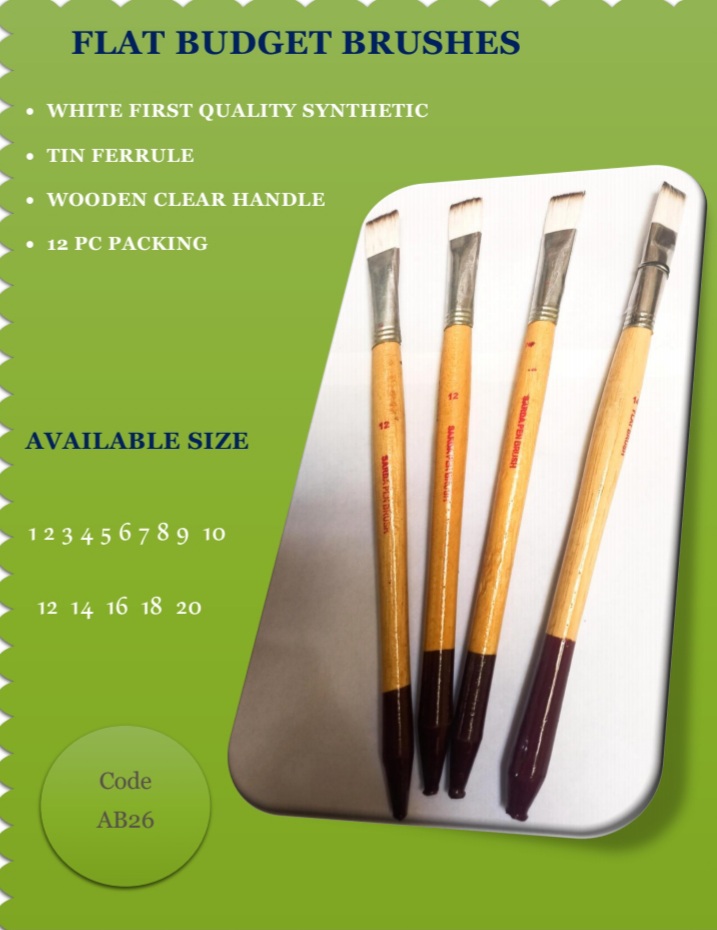 FLAT BUDGET BRUSHES
• WHITE FIRST QUALITY SYNTHETIC
• TIN FERRULE
• WOODEN CLEAR HANDLE
• 12 PC PACKING
AVAILABLE SIZE
1 2 3 4 5 6 7 8 9 10
12 14 16 18 20
Code
AB26
12
12